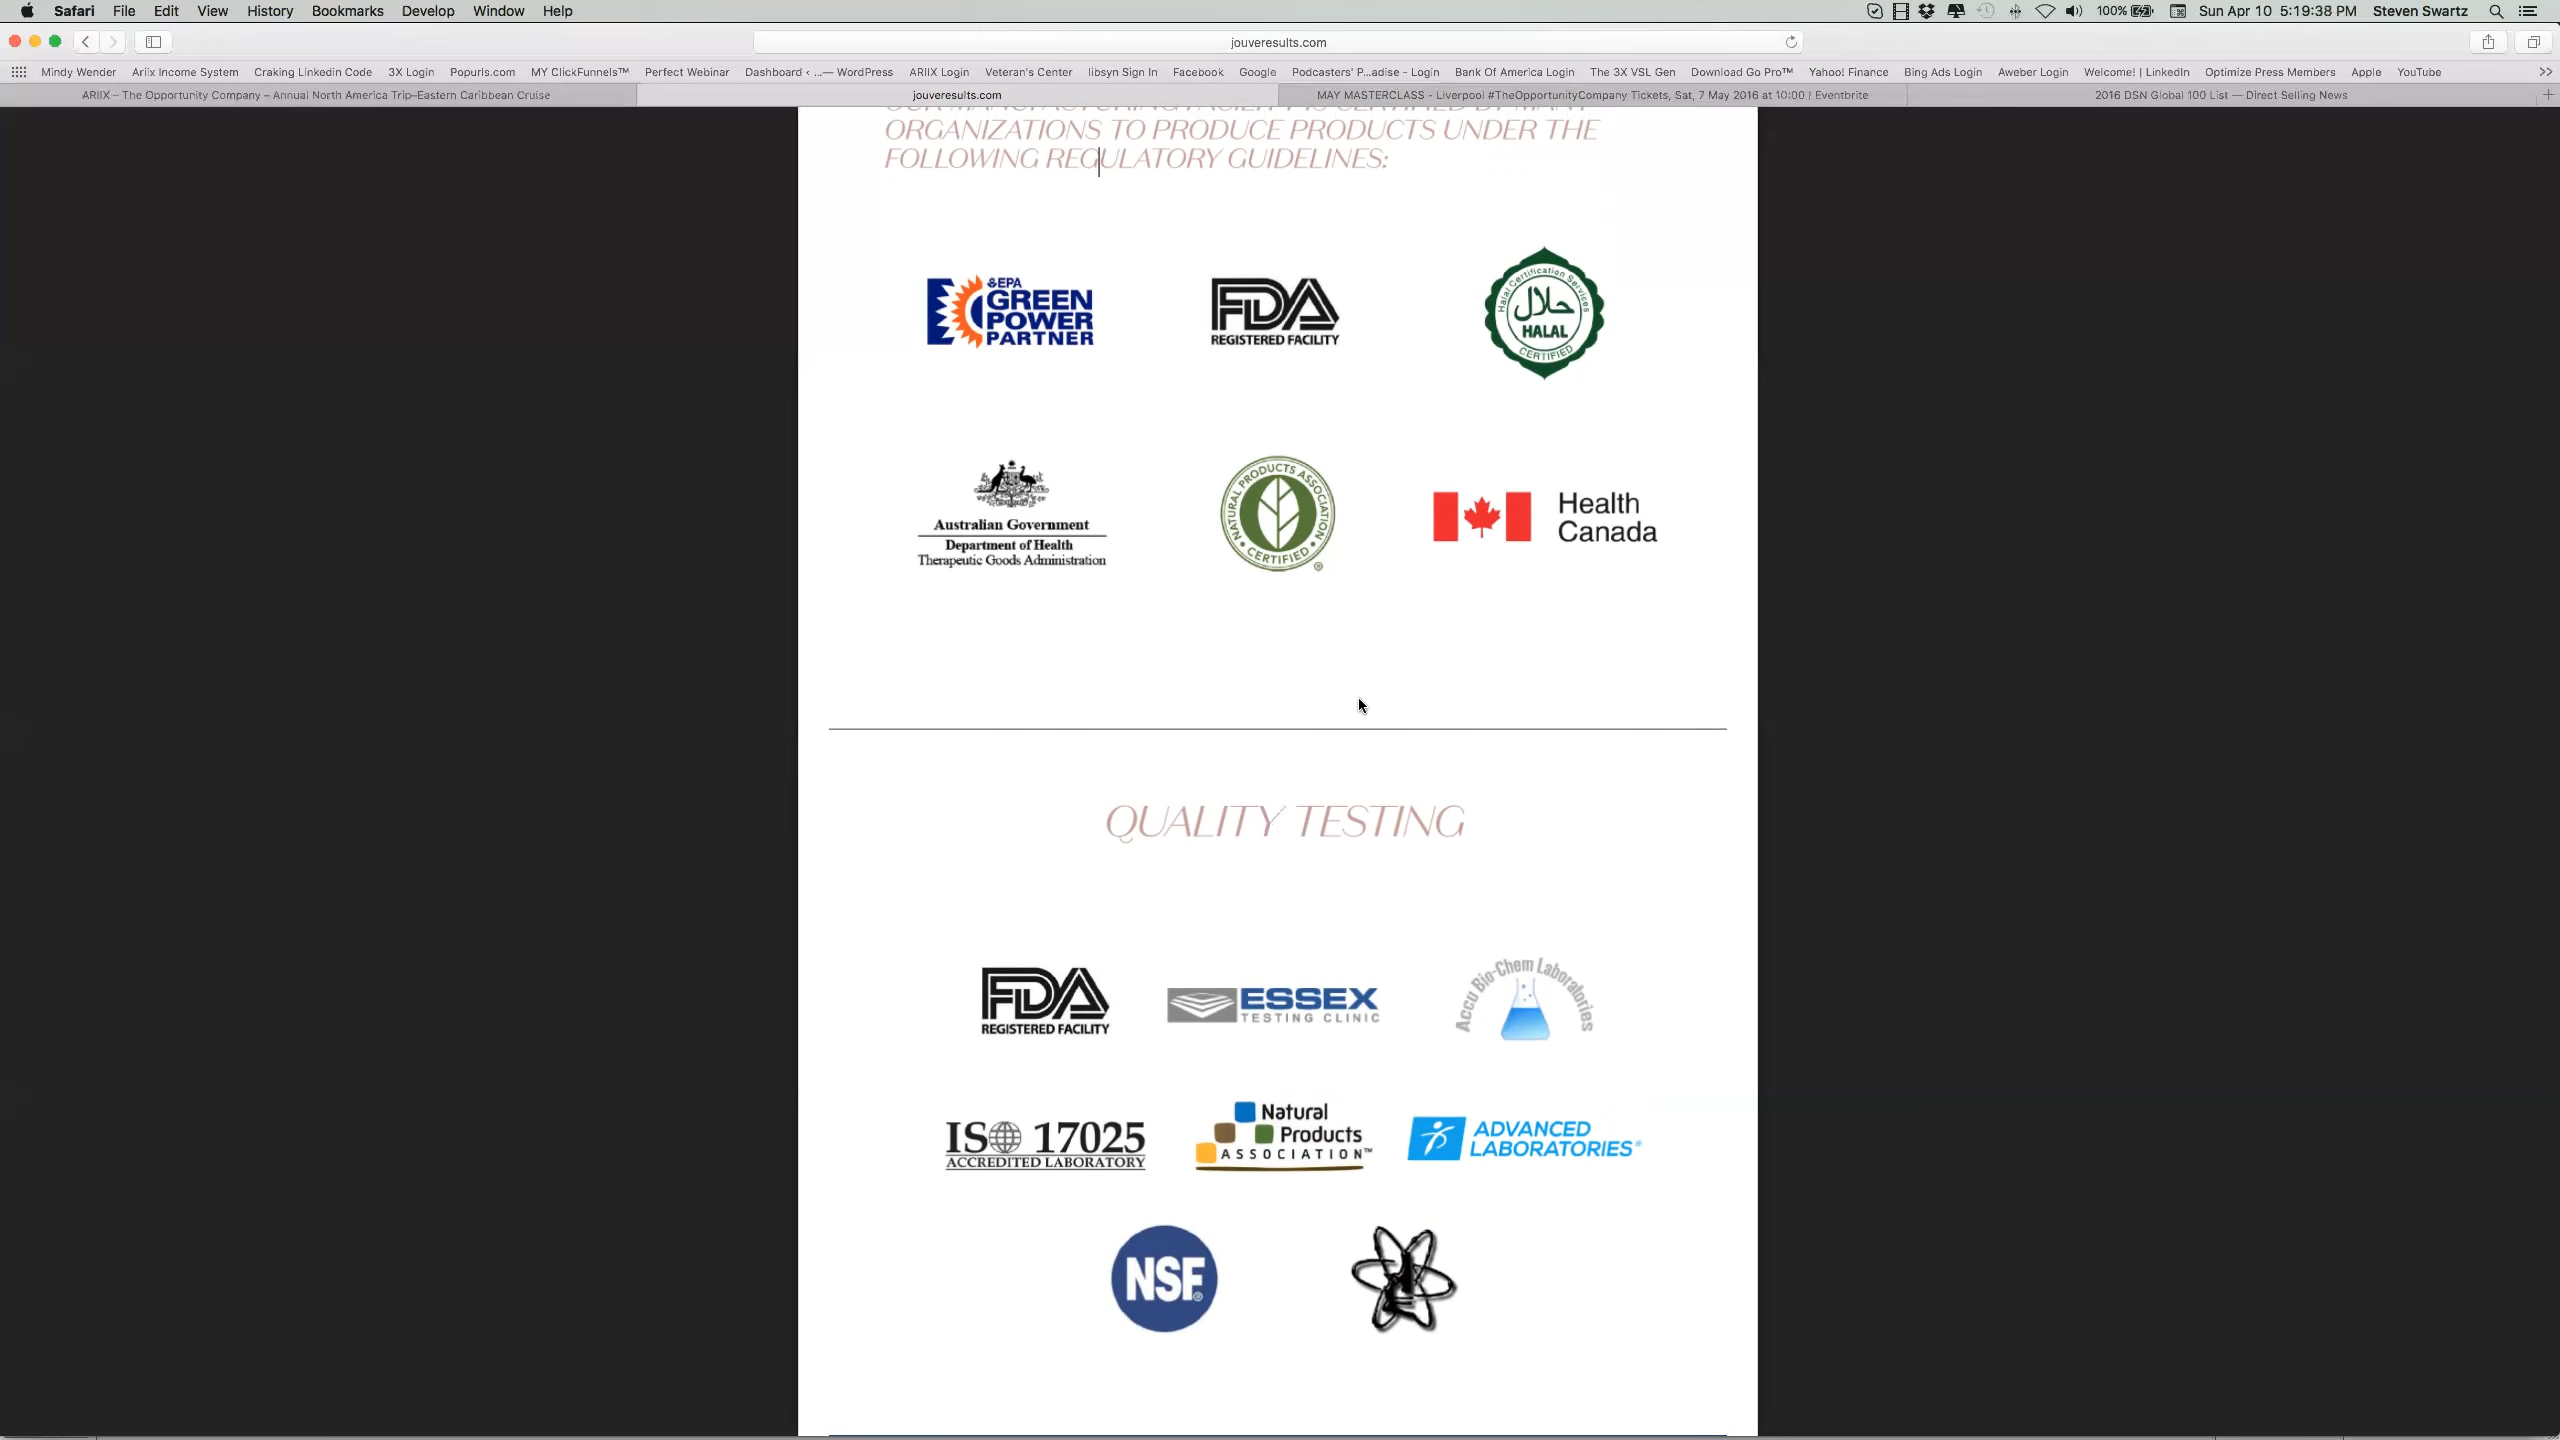 Safari File Edit View History Bookmarks Develop Window Help 100% Sun Apr 10 5:19:38 PM Steven Swartz
jouveresults.com
Mindy Wender Ariix Income System Craking Linkedin Code 3X Login Popurls.com MY ClickFunnels™ Perfect Webinar Dashboard ‹ ...— WordPress ARIIX Login Veteran's Center libsyn Sign In Facebook Google Podcasters' P...adise - Login Bank Of America Login The 3X VSL Gen Download Go Pro™ Yahoo! Finance Bing Ads Login Aweber Login Welcome! | LinkedIn Optimize Press Members Apple YouTube >>
ARIIX – The Opportunity Company – Annual North America Trip–Eastern Caribbean Cruise jouveresults.com MAY MASTERCLASS - Liverpool #TheOpportunityCompany Tickets, Sat, 7 May 2016 at 10:00 | Eventbrite 2016 DSN Global 100 List — Direct Selling News +
OUR MANUFACTURING FACILITY IS CERTIFIED BY MANY
ORGANIZATIONS TO PRODUCE PRODUCTS UNDER THE
FOLLOWING REGULATORY GUIDELINES:
EPA
GREEN
POWER
PARTNER
FDA
REGISTERED FACILITY
Halal Certification Services
حلال
HALAL
CERTIFIED
Australian Government
Department of Health
Therapeutic Goods Administration
NATURAL PRODUCTS ASSOCIATION
• CERTIFIED •
®
Health
Canada
QUALITY TESTING
FDA
REGISTERED FACILITY
ESSEX
TESTING CLINIC
Accu Bio-Chem Laboratories
ISO 17025
ACCREDITED LABORATORY
Natural
Products
ASSOCIATION™
ADVANCED
LABORATORIES®
NSF®